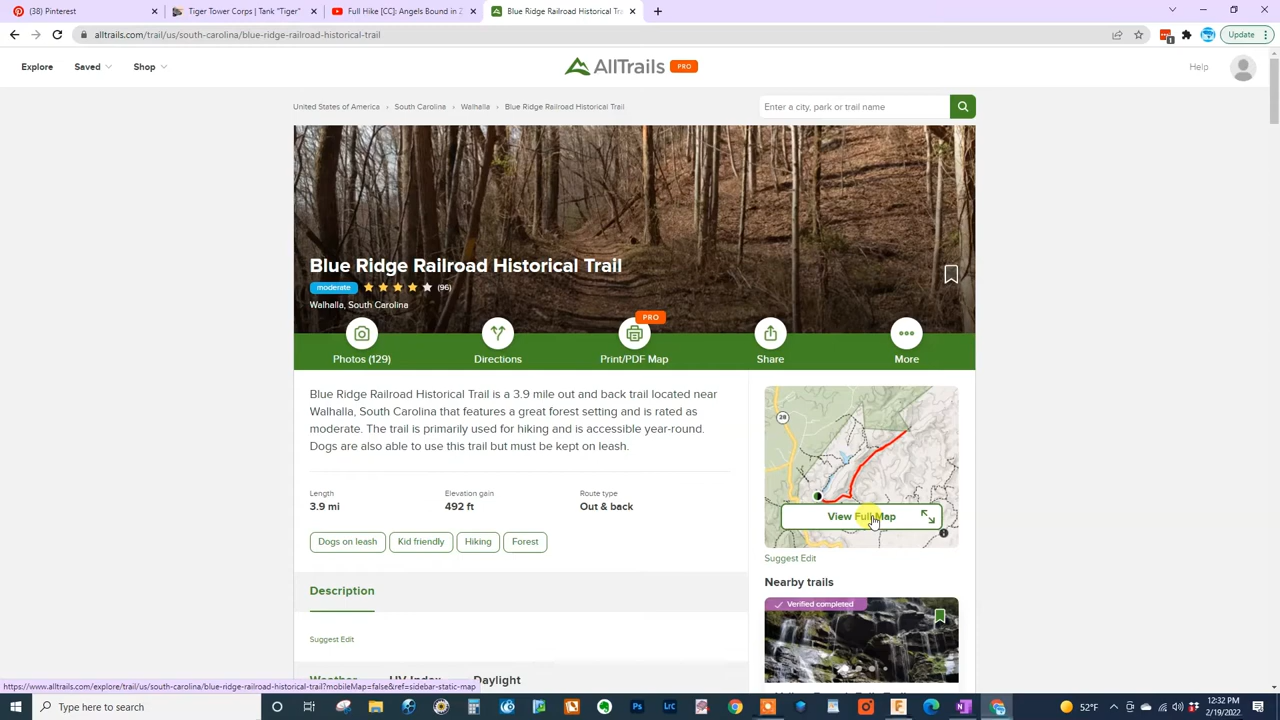 (38) Pinterest
Tiger Tower Corps Tank "Tiger"
Full Hike [CC]: Angels Bound in Z
Blue Ridge Railroad Historical Trail
alltrails.com/trail/us/south-carolina/blue-ridge-railroad-historical-trail
1
Update
Explore
Saved
Shop
AllTrails
PRO
Help
United States of America › South Carolina › Walhalla › Blue Ridge Railroad Historical Trail
Enter a city, park or trail name
Blue Ridge Railroad Historical Trail
moderate
(96)
Walhalla, South Carolina
PRO
Photos (129)
Directions
Print/PDF Map
Share
More
Blue Ridge Railroad Historical Trail is a 3.9 mile out and back trail located near
Walhalla, South Carolina that features a great forest setting and is rated as
moderate. The trail is primarily used for hiking and is accessible year-round.
Dogs are also able to use this trail but must be kept on leash.
28
View Full Map
Length
Elevation gain
Route type
3.9 mi
492 ft
Out & back
Dogs on leash
Kid friendly
Hiking
Forest
Suggest Edit
Nearby trails
Description
Verified completed
Suggest Edit
Weather
UV Index
Daylight
https://www.alltrails.com/explore/trail/us/south-carolina/blue-ridge-railroad-historical-trail?mobileMap=false&ref=sidebar-static-map
Type here to search
52°F
12:32 PM
2/19/2022